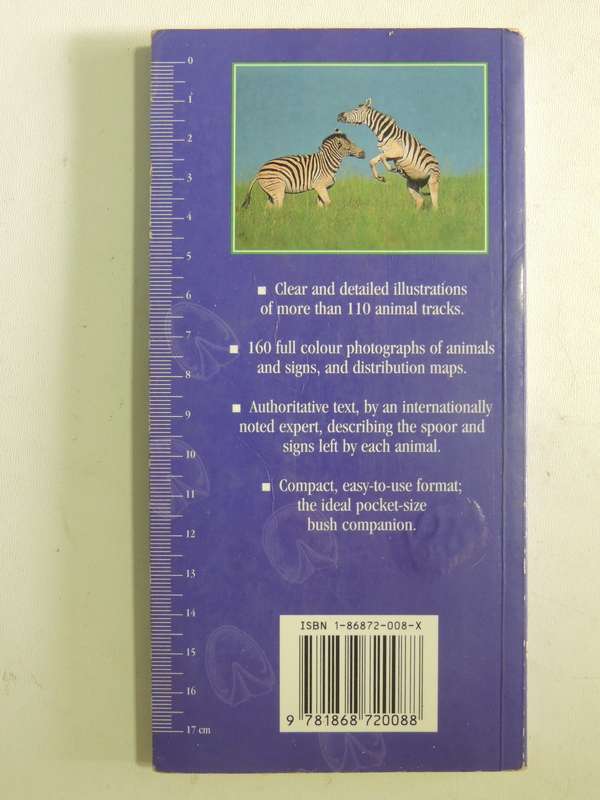 0
1
2
3
4
5
6
7
8
9
10
11
12
13
14
15
16
17 cm
■ Clear and detailed illustrations
of more than 110 animal tracks.
■ 160 full colour photographs of animals
and signs, and distribution maps.
■ Authoritative text, by an internationally
noted expert, describing the spoor and
signs left by each animal.
■ Compact, easy-to-use format;
the ideal pocket-size
bush companion.
ISBN 1-86872-008-X
9 781868 720088